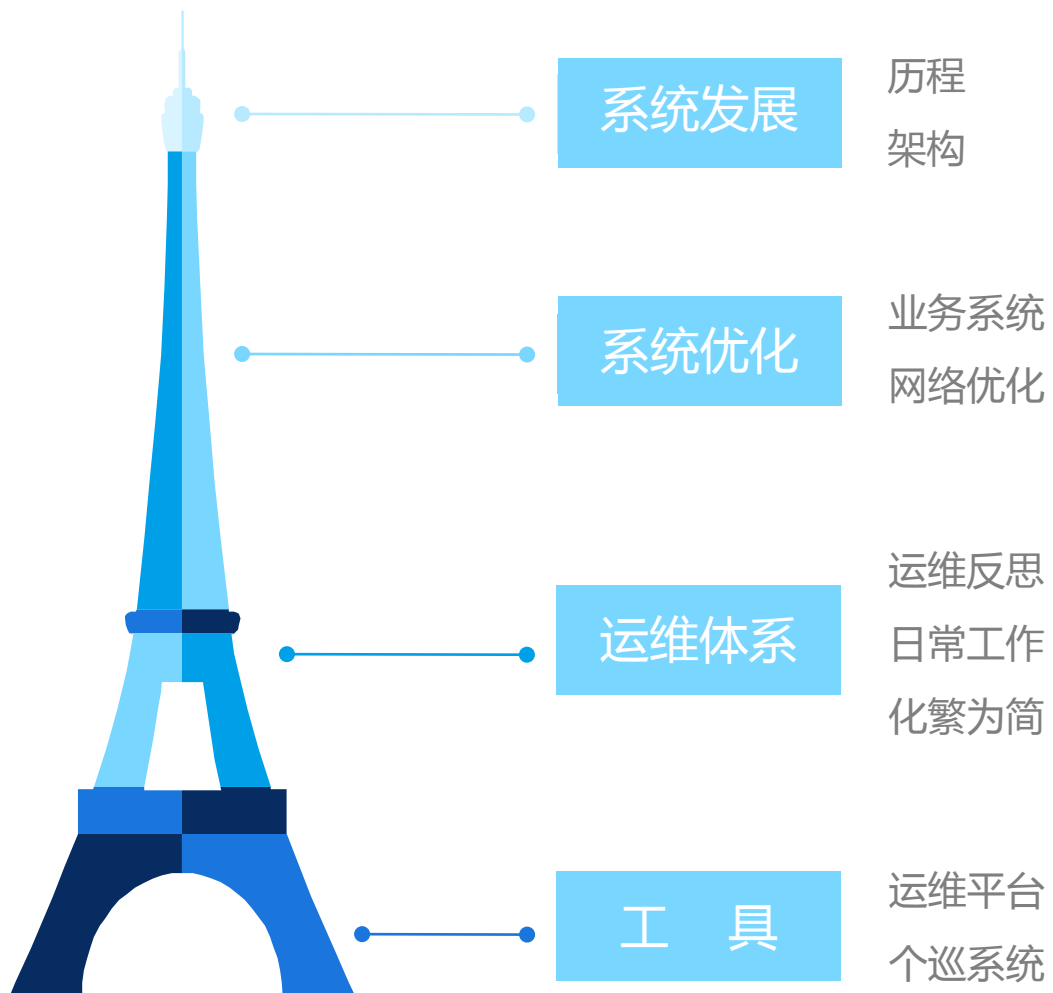 系统发展
历程
架构
系统优化
业务系统
网络优化
运维体系
运维反思
日常工作
化繁为简
工 具
运维平台
个巡系统